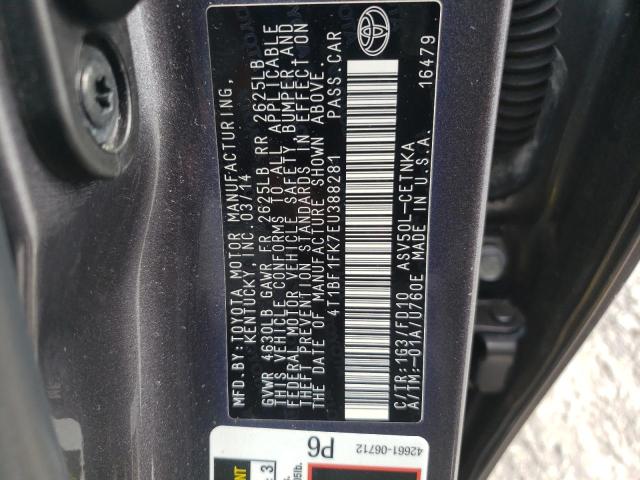 MFD.BY:TOYOTA MOTOR MANUFACTURING,
KENTUCKY, INC. 03/14
GVWR 4630LB GAWR FR 2625LB RR 2625LB
THIS VEHICLE CONFORMS TO ALL APPLICABLE
FEDERAL MOTOR VEHICLE SAFETY BUMPER,AND
THEFT PREVENTION STANDARDS IN EFFECT ON
THE DATE OF MANUFACTURE SHOWN ABOVE.
4T1BF1FK7EU388281 PASS.CAR
C/TR:1G3/FD10 ASV50L-CETNKA
A/TM:-01A/U760E MADE IN U.S.A. 16479
P6
42661-06712
3